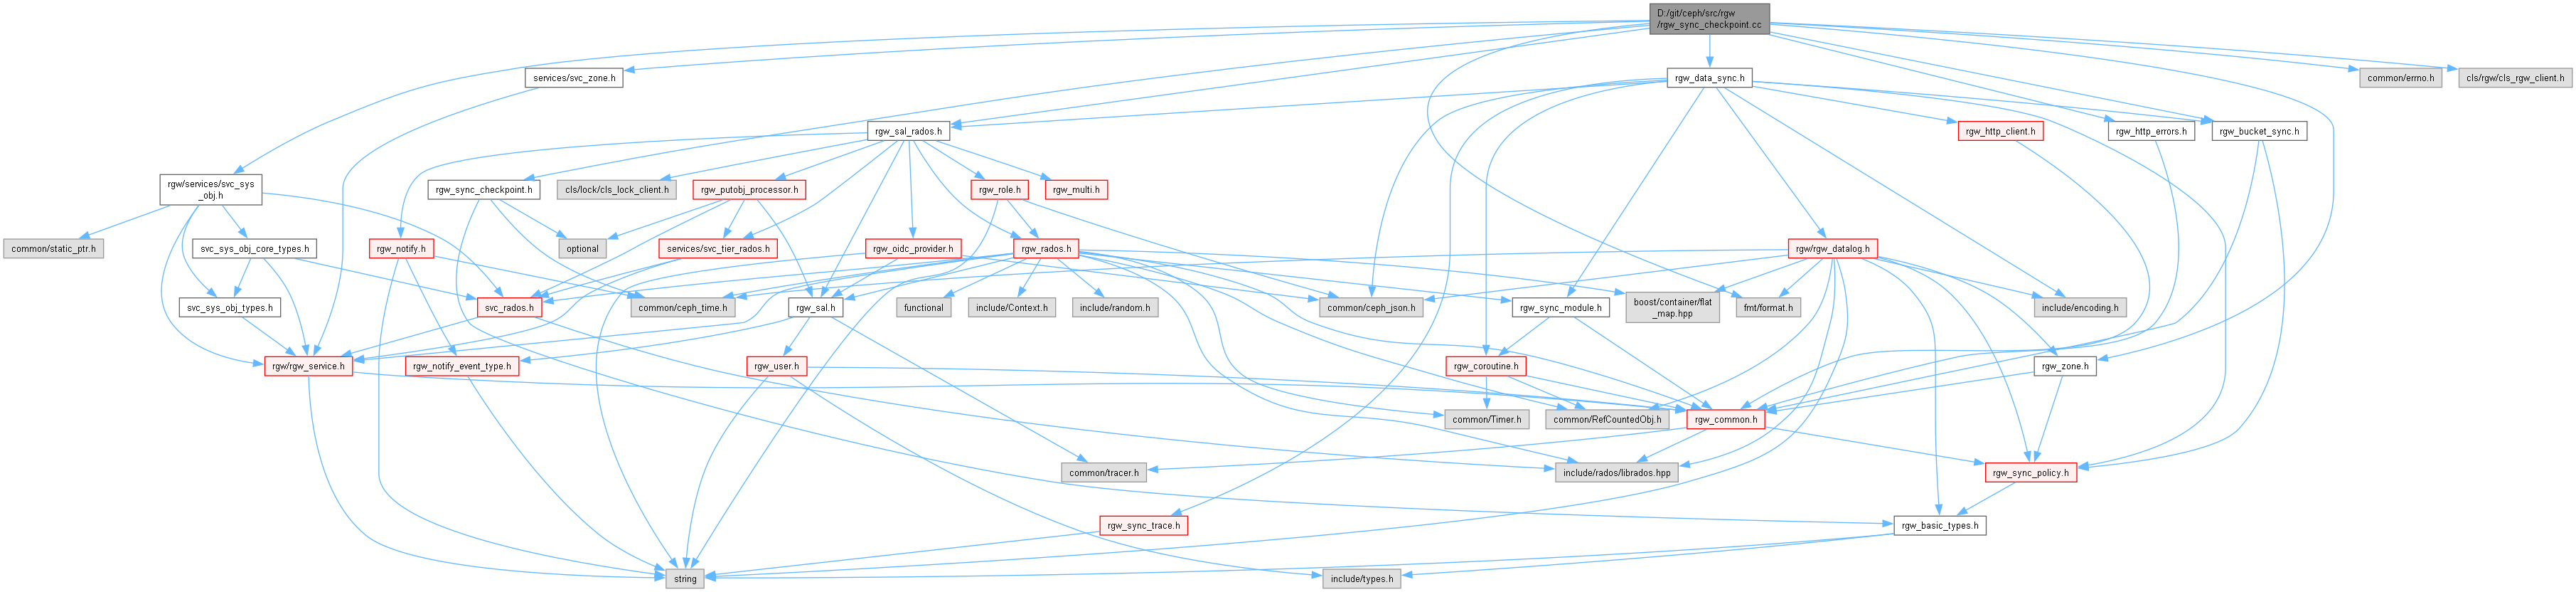 D:/git/ceph/src/rgw
/rgw_sync_checkpoint.cc
services/svc_zone.h
rgw_data_sync.h
common/errno.h
cls/rgw/cls_rgw_client.h
rgw_sal_rados.h
rgw_http_client.h
rgw_http_errors.h
rgw_bucket_sync.h
rgw/services/svc_sys
_obj.h
rgw_sync_checkpoint.h
cls/lock/cls_lock_client.h
rgw_putobj_processor.h
rgw_role.h
rgw_multi.h
common/static_ptr.h
svc_sys_obj_core_types.h
rgw_notify.h
optional
services/svc_tier_rados.h
rgw_oidc_provider.h
rgw_rados.h
rgw/rgw_datalog.h
svc_sys_obj_types.h
svc_rados.h
common/ceph_time.h
rgw_sal.h
functional
include/Context.h
include/random.h
common/ceph_json.h
rgw_sync_module.h
boost/container/flat
_map.hpp
fmt/format.h
include/encoding.h
rgw/rgw_service.h
rgw_notify_event_type.h
rgw_user.h
rgw_coroutine.h
rgw_zone.h
common/Timer.h
common/RefCountedObj.h
rgw_common.h
common/tracer.h
include/rados/librados.hpp
rgw_sync_policy.h
rgw_sync_trace.h
rgw_basic_types.h
string
include/types.h